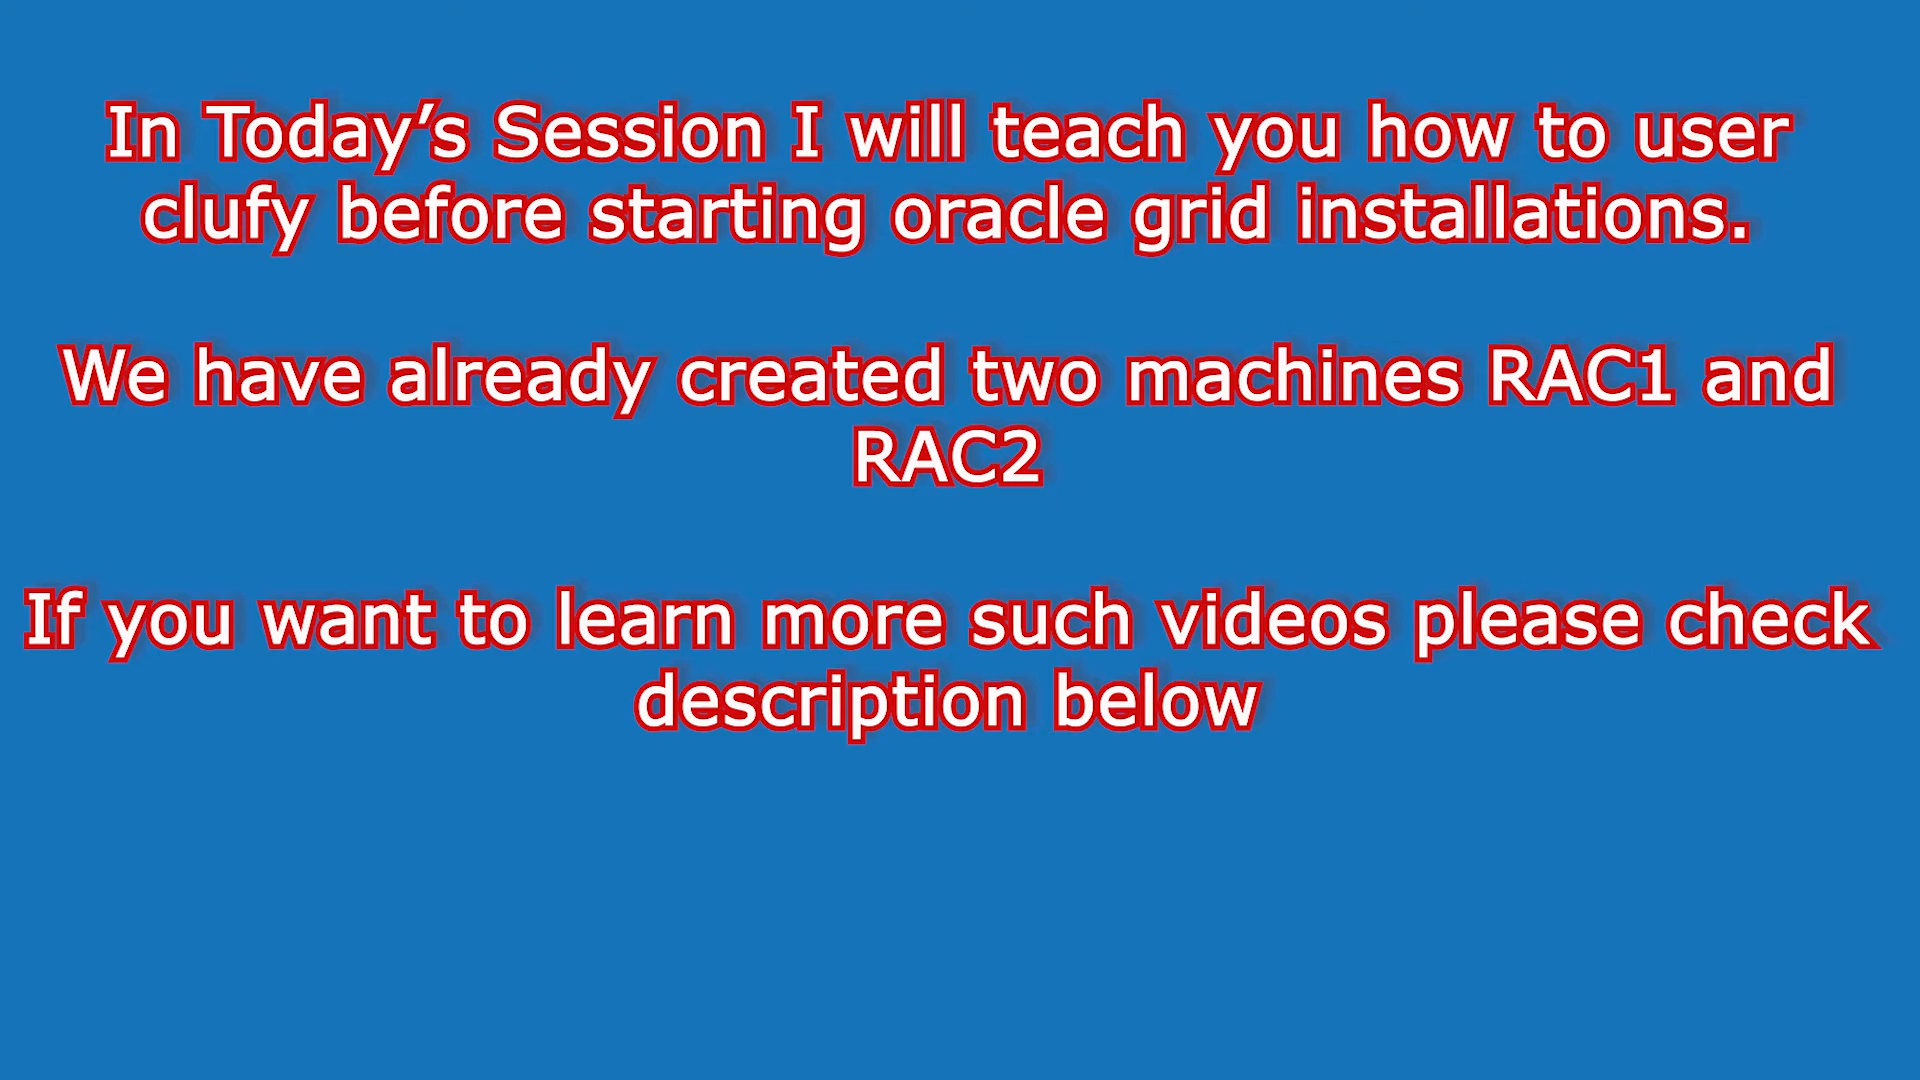 In Today’s Session I will teach you how to user
clufy before starting oracle grid installations.
We have already created two machines RAC1 and
RAC2
If you want to learn more such videos please check
description below